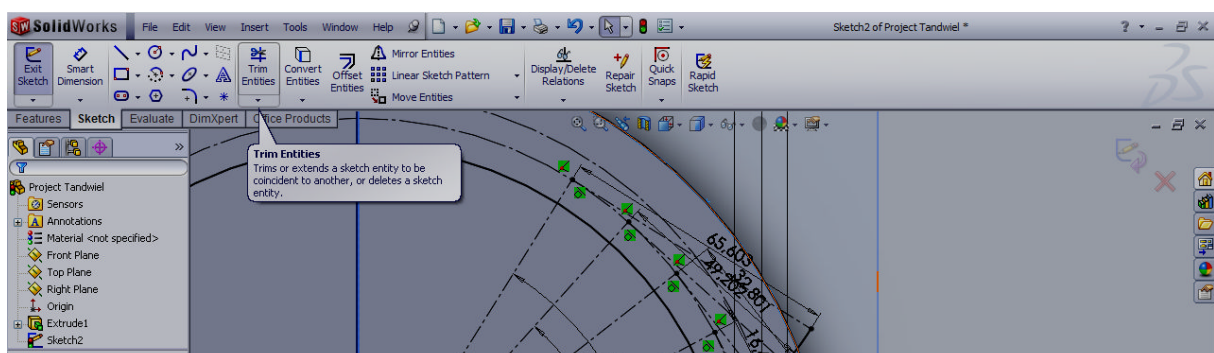 SolidWorks File Edit View Insert Tools Window Help Sketch2 of Project Tandwiel * ?
Exit Sketch
Smart Dimension
Trim Entities
Convert Entities
Offset Entities
Mirror Entities
Linear Sketch Pattern
Move Entities
Display/Delete Relations
Repair Sketch
Quick Snaps
Rapid Sketch
Features Sketch Evaluate DimXpert Office Products
Trim Entities
Trims or extends a sketch entity to be
coincident to another, or deletes a sketch
entity.
Project Tandwiel
Sensors
A Annotations
Material <not specified>
Front Plane
Top Plane
Right Plane
Origin
Extrude1
Sketch2
65,603
49,202
32,801